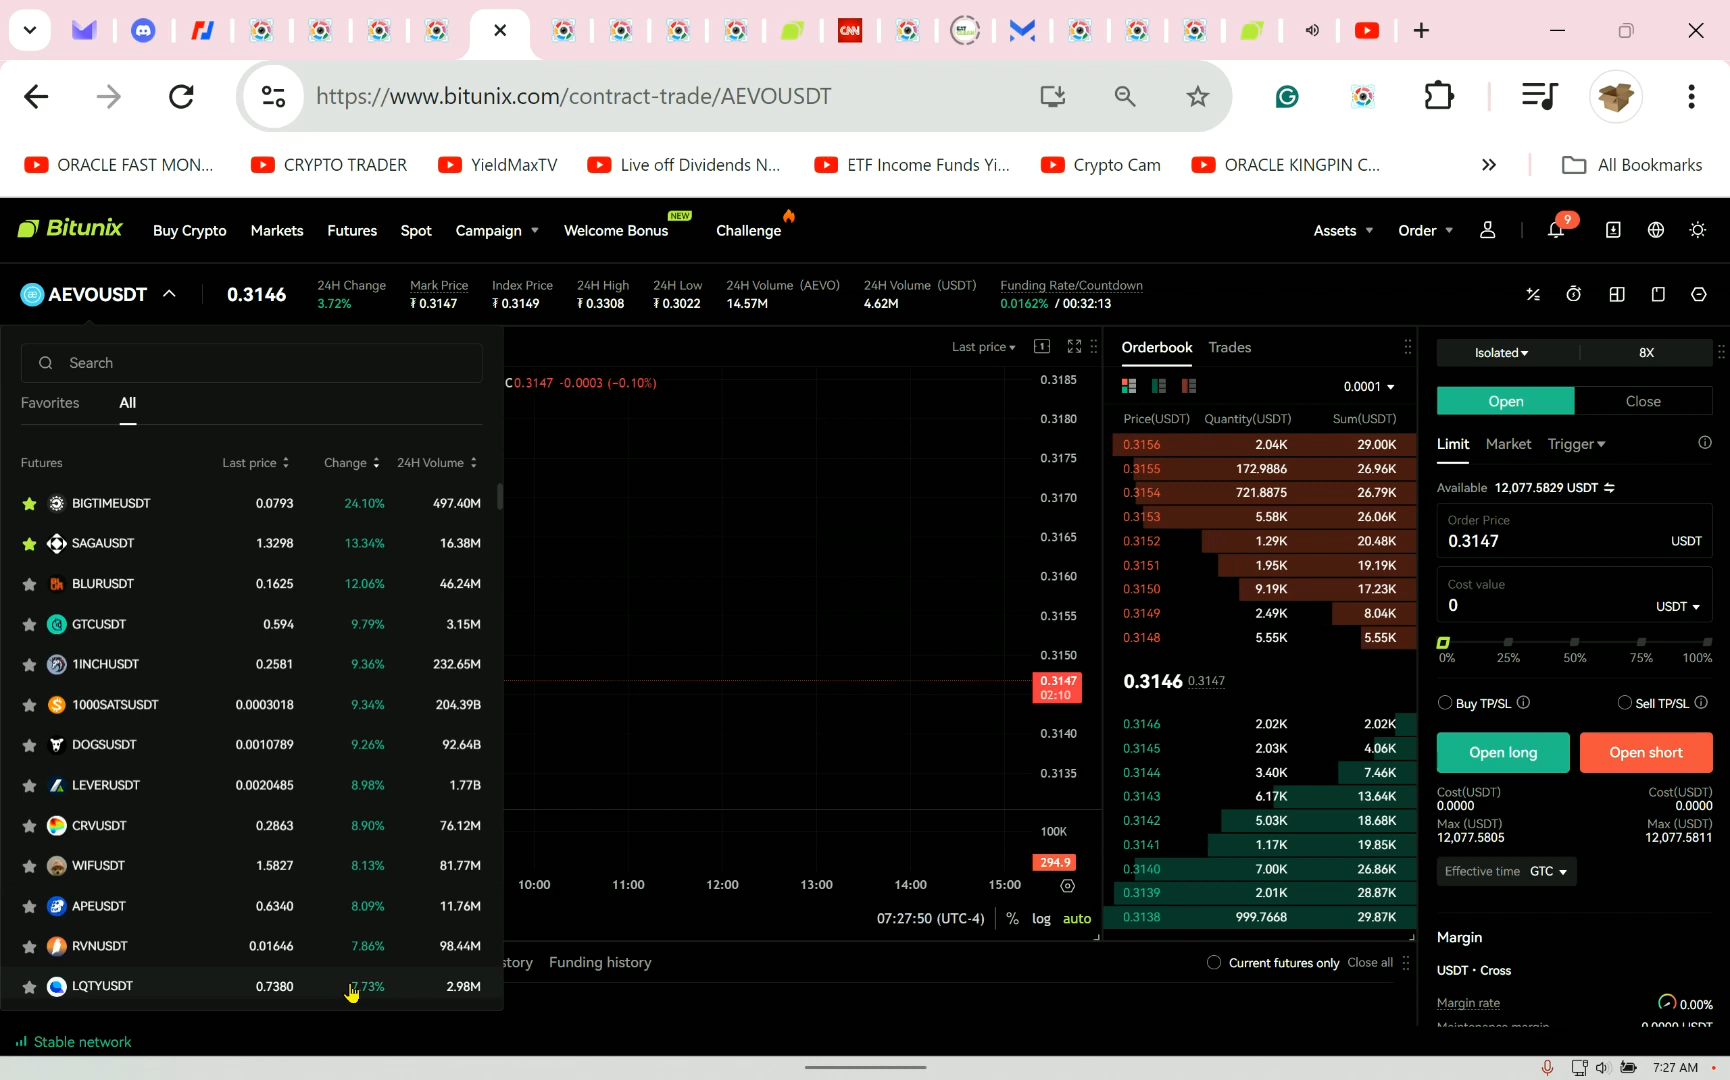 https://www.bitunix.com/contract-trade/AEVOUSDT
ORACLE FAST MON... CRYPTO TRADER YieldMaxTV Live off Dividends N... ETF Income Funds Yi... Crypto Cam ORACLE KINGPIN C... » All Bookmarks
Bitunix Buy Crypto Markets Futures Spot Campaign Welcome Bonus NEW Challenge Assets Order 9
AEVOUSDT 0.3146
24H Change Mark Price Index Price 24H High 24H Low 24H Volume (AEVO) 24H Volume (USDT) Funding Rate/Countdown
3.72% ₮ 0.3147 ₮ 0.3149 ₮ 0.3308 ₮ 0.3022 14.57M 4.62M 0.0162% / 00:32:13
Search
Favorites All
Futures Last price Change 24H Volume
BIGTIMEUSDT 0.0793 24.10% 497.40M
SAGAUSDT 1.3298 13.34% 16.38M
BLURUSDT 0.1625 12.06% 46.24M
GTCUSDT 0.594 9.79% 3.15M
1INCHUSDT 0.2581 9.36% 232.65M
1000SATSUSDT 0.0003018 9.34% 204.39B
DOGSUSDT 0.0010789 9.26% 92.64B
LEVERUSDT 0.0020485 8.98% 1.77B
CRVUSDT 0.2863 8.90% 76.12M
WIFUSDT 1.5827 8.13% 81.77M
APEUSDT 0.6340 8.09% 11.76M
RVNUSDT 0.01646 7.86% 98.44M
LQTYUSDT 0.7380 7.73% 2.98M
Stable network
Last price 1
C0.3147 -0.0003 (-0.10%)
0.3185
0.3180
0.3175
0.3170
0.3165
0.3160
0.3155
0.3150
0.3147
02:10
0.3140
0.3135
100K
294.9
10:00 11:00 12:00 13:00 14:00 15:00
07:27:50 (UTC-4) % log auto
story Funding history
Current futures only Close all
Orderbook Trades
0.0001
Price(USDT) Quantity(USDT) Sum(USDT)
0.3156 2.04K 29.00K
0.3155 172.9886 26.96K
0.3154 721.8875 26.79K
0.3153 5.58K 26.06K
0.3152 1.29K 20.48K
0.3151 1.95K 19.19K
0.3150 9.19K 17.23K
0.3149 2.49K 8.04K
0.3148 5.55K 5.55K
0.3146 0.3147
0.3146 2.02K 2.02K
0.3145 2.03K 4.06K
0.3144 3.40K 7.46K
0.3143 6.17K 13.64K
0.3142 5.03K 18.68K
0.3141 1.17K 19.85K
0.3140 7.00K 26.86K
0.3139 2.01K 28.87K
0.3138 999.7668 29.87K
Isolated 8X
Open Close
Limit Market Trigger
Available 12,077.5829 USDT
Order Price
0.3147 USDT
Cost value
0 USDT
0% 25% 50% 75% 100%
Buy TP/SL Sell TP/SL
Open long Open short
Cost(USDT) Cost(USDT)
0.0000 0.0000
Max (USDT) Max (USDT)
12,077.5805 12,077.5811
Effective time GTC
Margin
USDT · Cross
Margin rate 0.00%
Maintenance margin 0.0000 USDT
7:27 AM